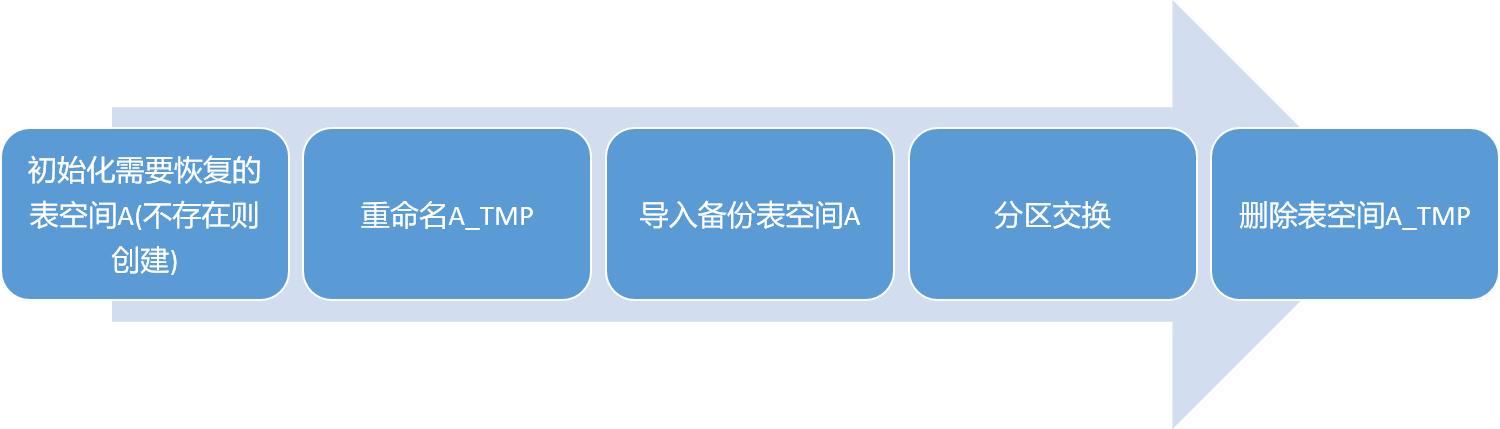 初始化需要恢复的
表空间A(不存在则
创建)
重命名A_TMP
导入备份表空间A
分区交换
删除表空间A_TMP